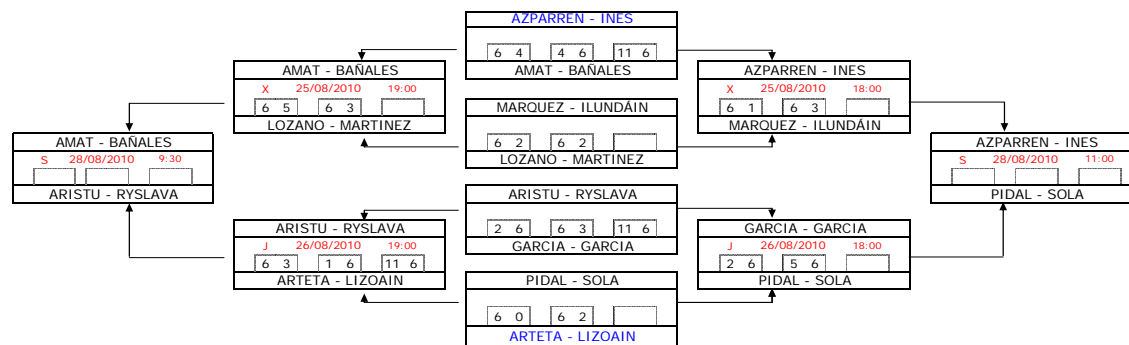 AZPARREN - INES
6 4 4 6 11 6
AMAT - BAÑALES
AMAT - BAÑALES
X 25/08/2010 19:00
6 5 6 3
LOZANO - MARTINEZ
AZPARREN - INES
X 25/08/2010 18:00
6 1 6 3
MARQUEZ - ILUNDÁIN
MARQUEZ - ILUNDÁIN
6 2 6 2
LOZANO - MARTINEZ
AMAT - BAÑALES
S 28/08/2010 9:30
ARISTU - RYSLAVA
AZPARREN - INES
S 28/08/2010 11:00
PIDAL - SOLA
ARISTU - RYSLAVA
2 6 6 3 11 6
GARCIA - GARCIA
ARISTU - RYSLAVA
J 26/08/2010 19:00
6 3 1 6 11 6
ARTETA - LIZOAIN
GARCIA - GARCIA
J 26/08/2010 18:00
2 6 5 6
PIDAL - SOLA
PIDAL - SOLA
6 0 6 2
ARTETA - LIZOAIN